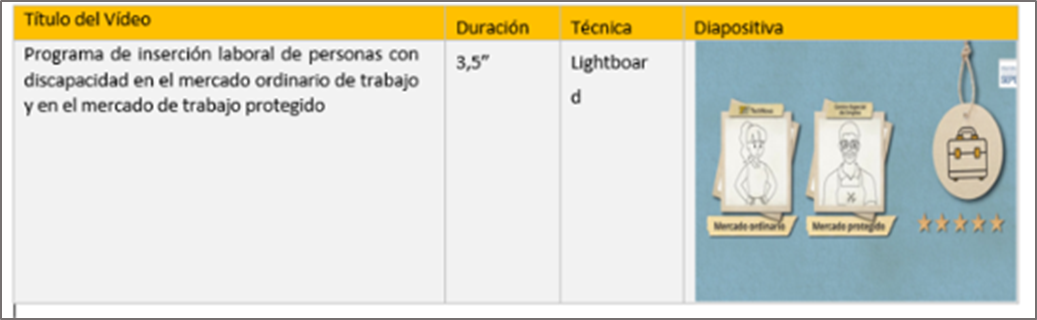 Título del Vídeo
Duración
Técnica
Diapositiva
Programa de inserción laboral de personas con
discapacidad en el mercado ordinario de trabajo
y en el mercado de trabajo protegido
3,5”
Lightboar
d
Mercado ordinario
Mercado protegido